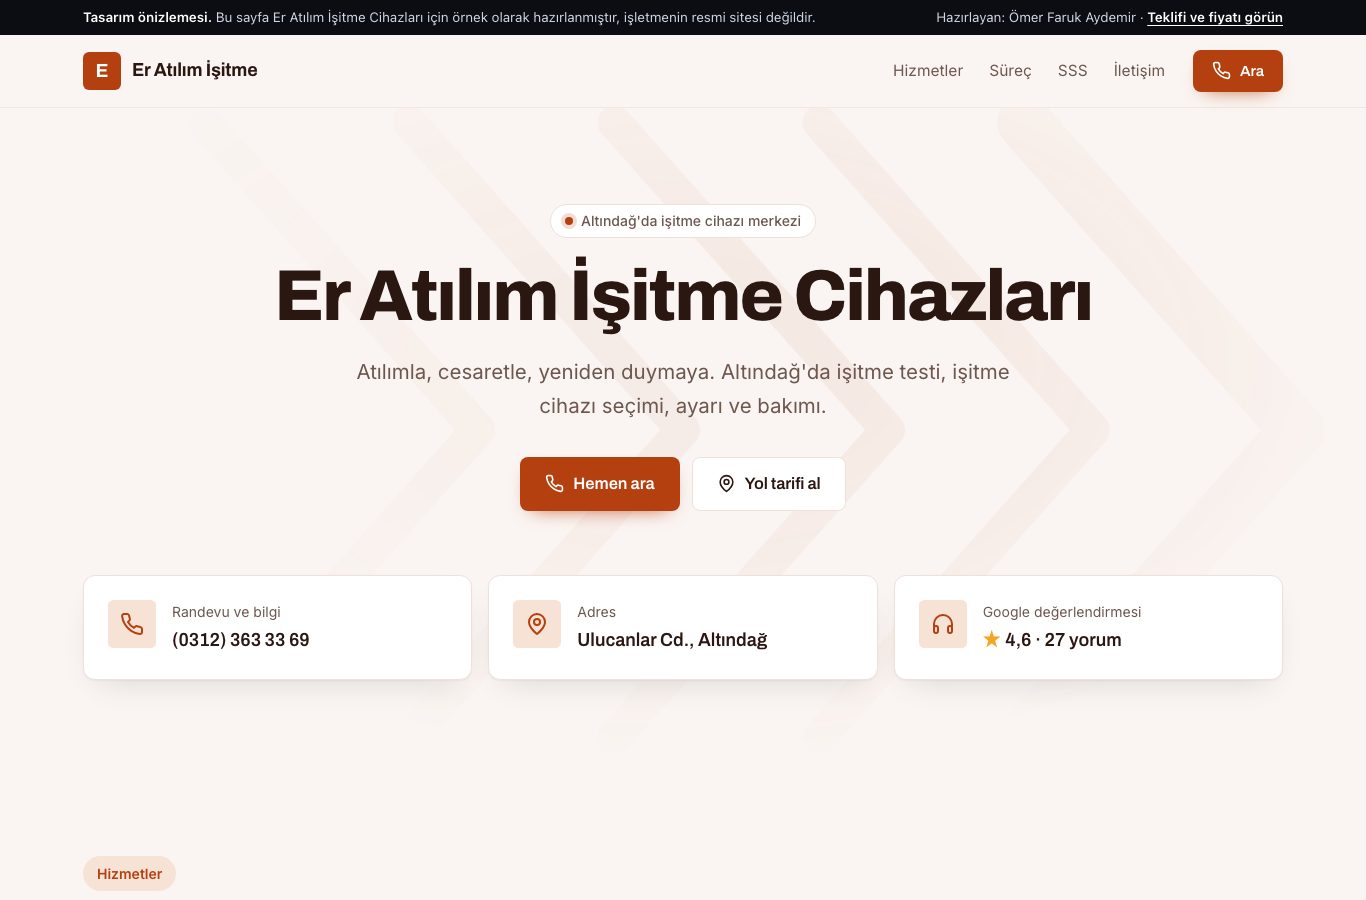 Tasarım önizlemesi. Bu sayfa Er Atılım İşitme Cihazları için örnek olarak hazırlanmıştır, işletmenin resmi sitesi değildir.
Hazırlayan: Ömer Faruk Aydemir · Teklifi ve fiyatı görün
E Er Atılım İşitme
Hizmetler Süreç SSS İletişim Ara
Altındağ'da işitme cihazı merkezi
Er Atılım İşitme Cihazları
Atılımla, cesaretle, yeniden duymaya. Altındağ'da işitme testi, işitme
cihazı seçimi, ayarı ve bakımı.
Hemen ara
Yol tarifi al
Randevu ve bilgi
(0312) 363 33 69
Adres
Ulucanlar Cd., Altındağ
Google değerlendirmesi
★ 4,6 · 27 yorum
Hizmetler